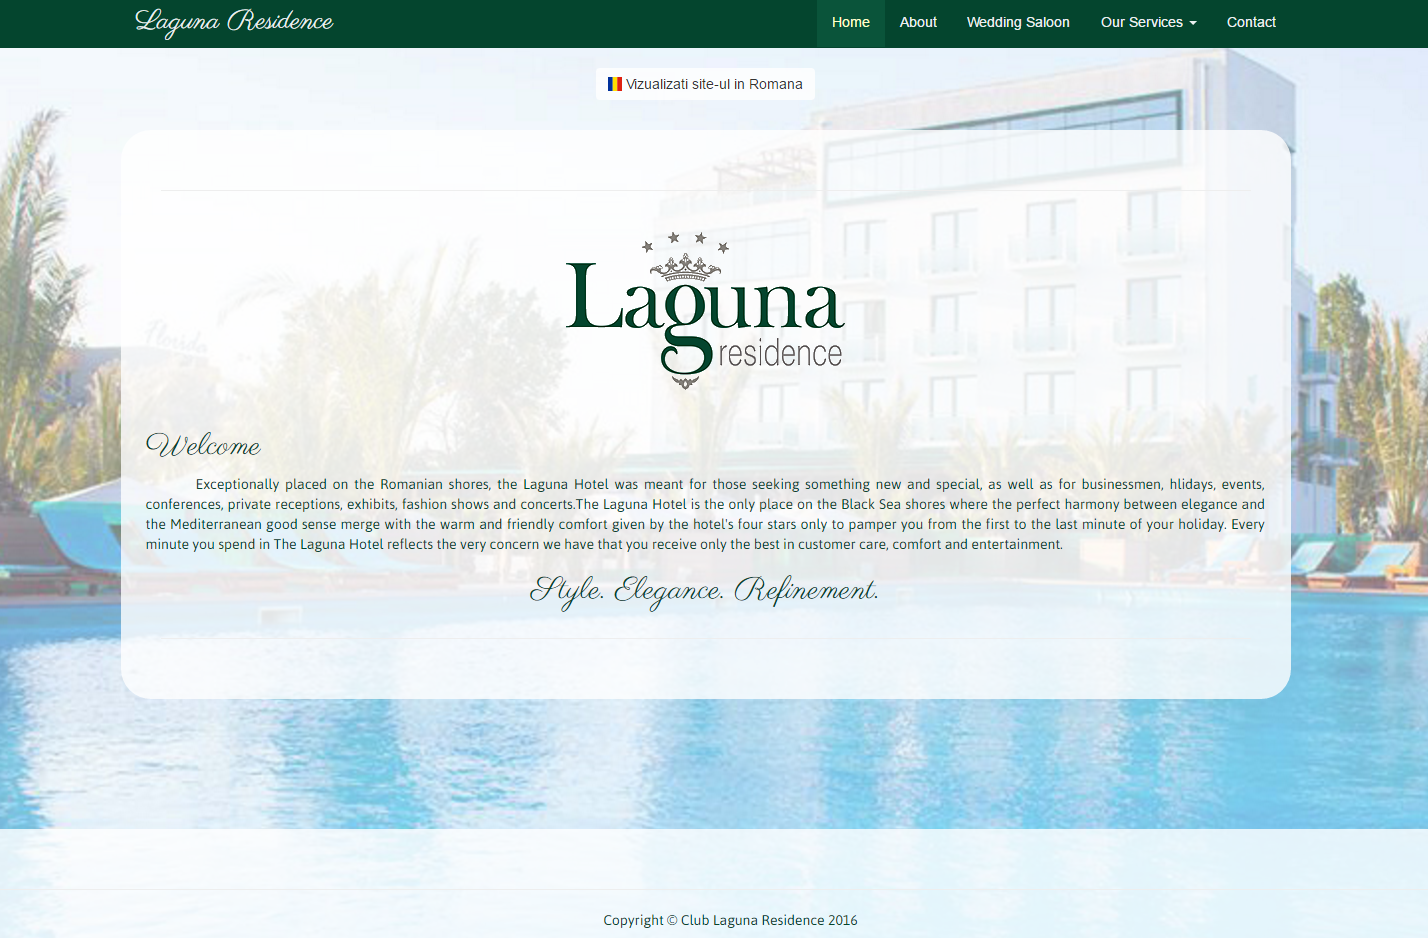 Laguna Residence
Home About Wedding Saloon Our Services Contact
Vizualizati site-ul in Romana
Laguna
residence
Welcome
Exceptionally placed on the Romanian shores, the Laguna Hotel was meant for those seeking something new and special, as well as for businessmen, hlidays, events,
conferences, private receptions, exhibits, fashion shows and concerts.The Laguna Hotel is the only place on the Black Sea shores where the perfect harmony between elegance and
the Mediterranean good sense merge with the warm and friendly comfort given by the hotel's four stars only to pamper you from the first to the last minute of your holiday. Every
minute you spend in The Laguna Hotel reflects the very concern we have that you receive only the best in customer care, comfort and entertainment.
Style. Elegance. Refinement.
Copyright © Club Laguna Residence 2016